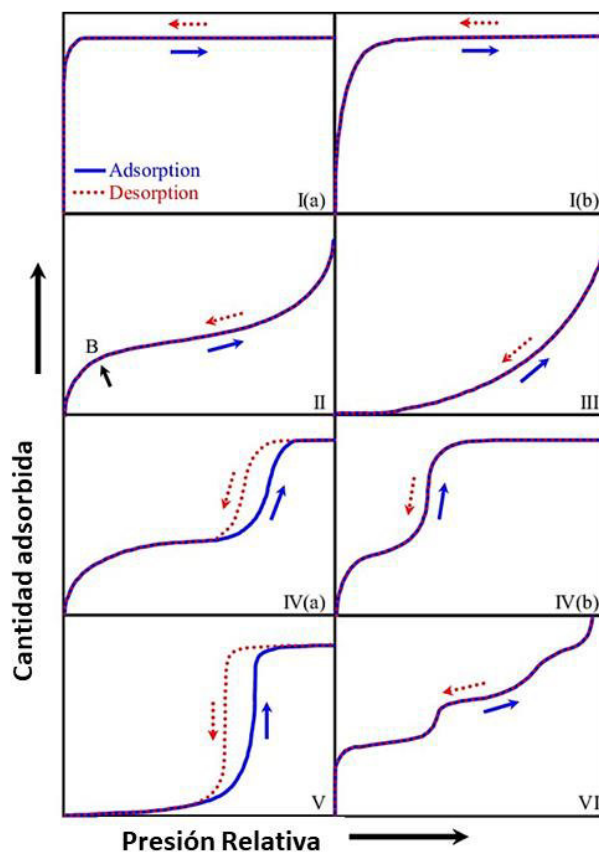 Adsorption
Desorption
I(a)
I(b)
B
II
III
IV(a)
IV(b)
V
VI
Cantidad adsorbida
Presión Relativa